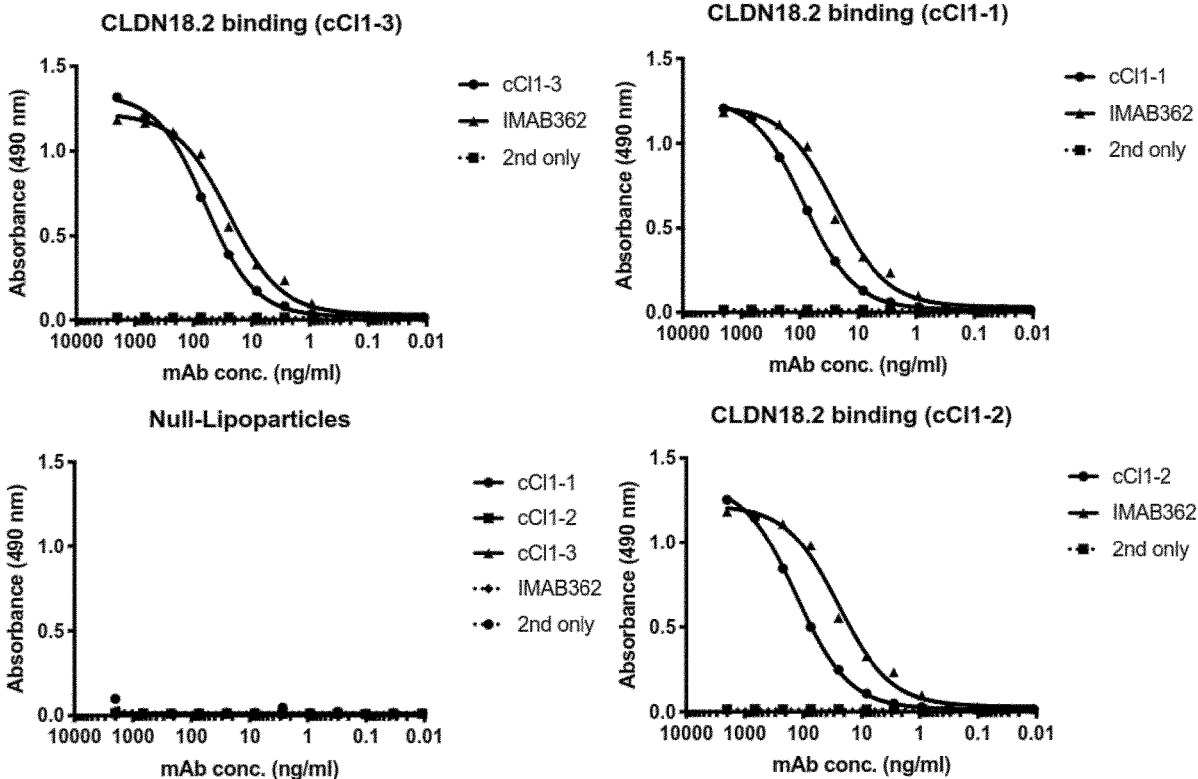 CLDN18.2 binding (cCl1-3)
1.5
1.0
0.5
0.0
Absorbance (490 nm)
10000 1000 100 10 1 0.1 0.01
mAb conc. (ng/ml)
cCl1-3
IMAB362
2nd only
CLDN18.2 binding (cCl1-1)
1.5
1.0
0.5
0.0
Absorbance (490 nm)
10000 1000 100 10 1 0.1 0.01
mAb conc. (ng/ml)
cCl1-1
IMAB362
2nd only
Null-Lipoparticles
1.5
1.0
0.5
0.0
Absorbance (490 nm)
10000 1000 100 10 1 0.1 0.01
mAb conc. (ng/ml)
cCl1-1
cCl1-2
cCl1-3
IMAB362
2nd only
CLDN18.2 binding (cCl1-2)
1.5
1.0
0.5
0.0
Absorbance (490 nm)
10000 1000 100 10 1 0.1 0.01
mAb conc. (ng/ml)
cCl1-2
IMAB362
2nd only